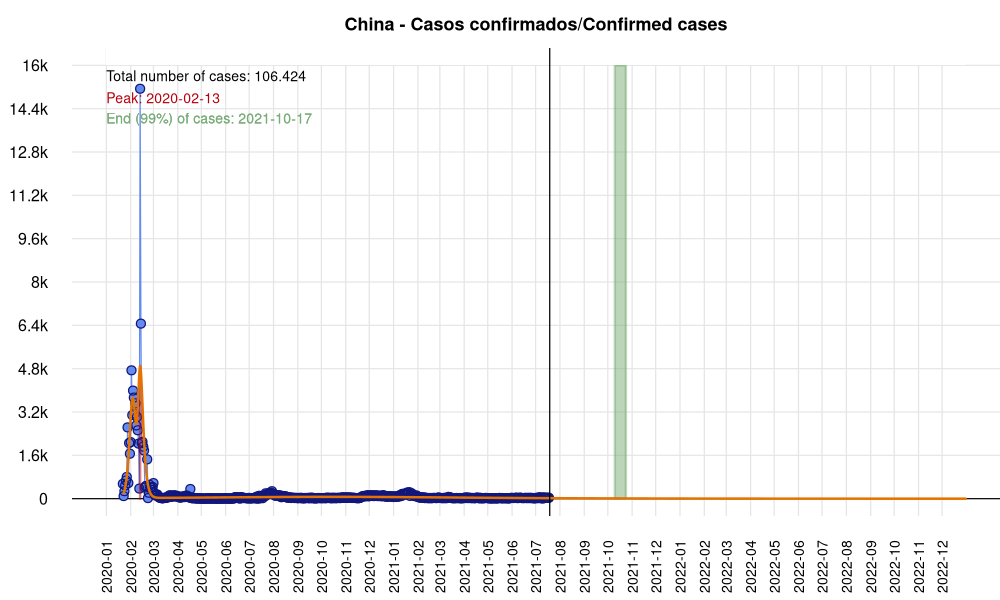 China - Casos confirmados/Confirmed cases
16k
Total number of cases: 106.424
Peak: 2020-02-13
14.4k
End (99%) of cases: 2021-10-17
12.8k
11.2k
9.6k
8k
6.4k
4.8k
3.2k
1.6k
0
2020-01
2020-02
2020-03
2020-04
2020-05
2020-06
2020-07
2020-08
2020-09
2020-10
2020-11
2020-12
2021-01
2021-02
2021-03
2021-04
2021-05
2021-06
2021-07
2021-08
2021-09
2021-10
2021-11
2021-12
2022-01
2022-02
2022-03
2022-04
2022-05
2022-06
2022-07
2022-08
2022-09
2022-10
2022-11
2022-12